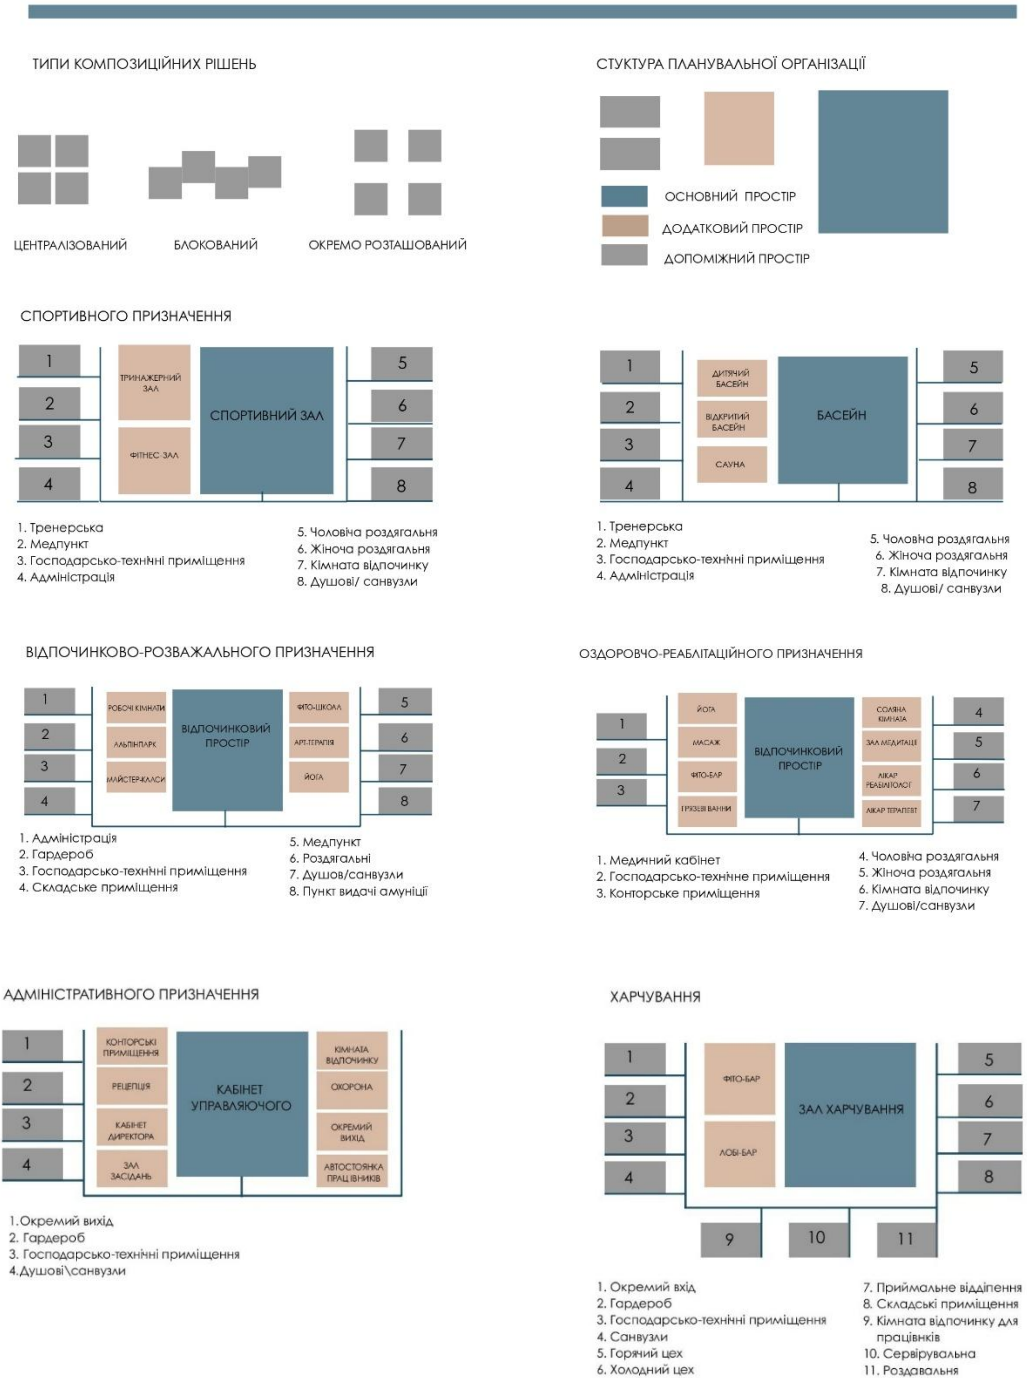 ТИПИ КОМПОЗИЦІЙНИХ РІШЕНЬ
ЦЕНТРАЛІЗОВАНИЙ
БЛОКОВАНИЙ
ОКРЕМО РОЗТАШОВАНИЙ
СТУКТУРА ПЛАНУВАЛЬНОЇ ОРГАНІЗАЦІЇ
ОСНОВНИЙ ПРОСТІР
ДОДАТКОВИЙ ПРОСТІР
ДОПОМІЖНИЙ ПРОСТІР
СПОРТИВНОГО ПРИЗНАЧЕННЯ
1
2
3
4
ТРИНАЖЕРНИЙ
ЗАЛ
ФІТНЕС-ЗАЛ
СПОРТИВНИЙ ЗАЛ
5
6
7
8
1. Тренерська
2. Медпункт
3. Господарсько-технічні приміщення
4. Адміністрація
5. Чоловіча роздягальня
6. Жіноча роздягальня
7. Кімната відпочинку
8. Душові/ санвузли
1
2
3
4
ДИТЯЧИЙ
БАСЕЙН
ВІДКРИТИЙ
БАСЕЙН
САУНА
БАСЕЙН
5
6
7
8
1. Тренерська
2. Медпункт
3. Господарсько-технічні приміщення
4. Адміністрація
5. Чоловіча роздягальня
6. Жіноча роздягальня
7. Кімната відпочинку
8. Душові/ санвузли
ВІДПОЧИНКОВО-РОЗВАЖАЛЬНОГО ПРИЗНАЧЕННЯ
1
2
3
4
РОБОЧІ КІМНАТИ
АЛЬПІНПАРК
МАЙСТЕР-КЛАСИ
ВІДПОЧИНКОВИЙ
ПРОСТІР
ФІТО-ШКОЛА
АРТ-ТЕРАПІЯ
ЙОГА
5
6
7
8
1. Адміністрація
2. Гардероб
3. Господарсько-технічні приміщення
4. Складське приміщення
5. Медпункт
6. Роздягальні
7. Душов/санвузли
8. Пункт видачі амуніції
ОЗДОРОВЧО-РЕАБЛІТАЦІЙНОГО ПРИЗНАЧЕННЯ
1
2
3
ЙОГА
МАСАЖ
ФІТО-БАР
ГРЯЗЕВІ ВАННИ
ВІДПОЧИНКОВИЙ
ПРОСТІР
СОЛЯНА
КІМНАТА
ЗАЛ МЕДИТАЦІЇ
ЛІКАР
РЕАБІЛІТОЛОГ
ЛІКАР ТЕРАПЕВТ
4
5
6
7
1. Медичний кабінет
2. Господарсько-технічне приміщення
3. Конторське приміщення
4. Чоловіча роздягальня
5. Жіноча роздягальня
6. Кімната відпочинку
7. Душові/санвузли
АДМІНІСТРАТИВНОГО ПРИЗНАЧЕННЯ
1
2
3
4
КОНТОРСЬКІ
ПРИМІЩЕННЯ
РЕЦЕПЦІЯ
КАБІНЕТ
ДИРЕКТОРА
ЗАЛ
ЗАСІДАНЬ
КАБІНЕТ
УПРАВЛЯЮЧОГО
КІМНАТА
ВІДПОЧИНКУ
ОХОРОНА
ОКРЕМИЙ
ВИХІД
АВТОСТОЯНКА
ПРАЦІВНИКІВ
1.Окремий вихід
2. Гардероб
3. Господарсько-технічні приміщення
4.Душові\санвузли
ХАРЧУВАННЯ
1
2
3
4
ФІТО-БАР
ЛОБІ-БАР
ЗАЛ ХАРЧУВАННЯ
5
6
7
8
9
10
11
1. Окремий вхід
2. Гардероб
3. Господарсько-технічні приміщення
4. Санвузли
5. Горячий цех
6. Холодний цех
7. Приймальне відділення
8. Складські приміщення
9. Кімната відпочинку для
працівнків
10. Сервірувальна
11. Роздавальня